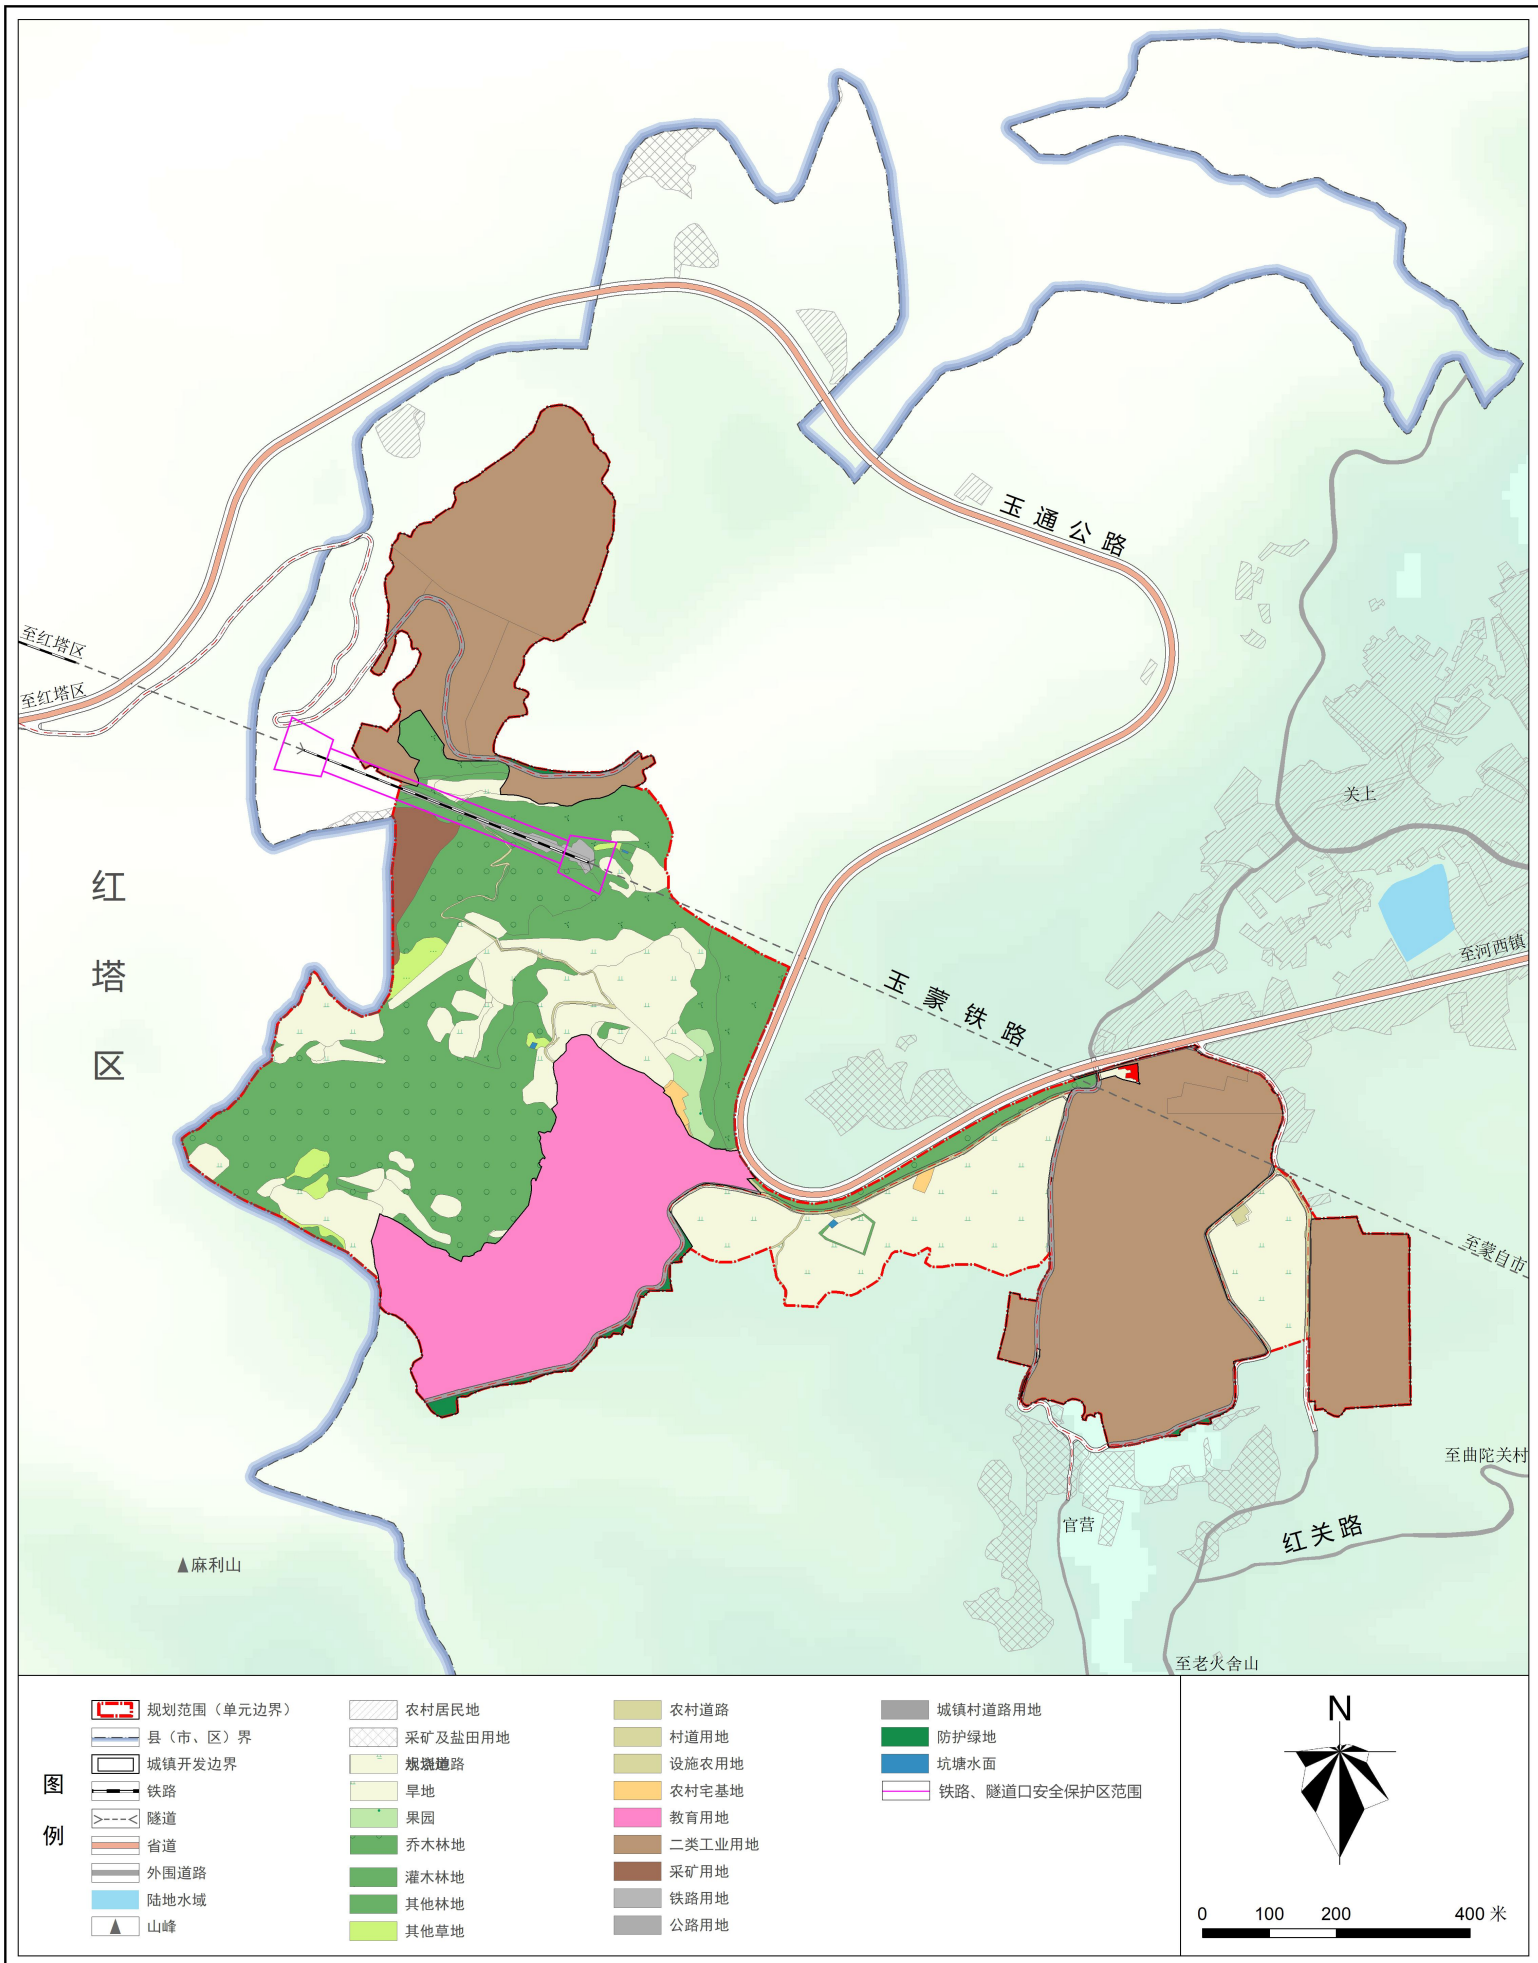 玉通公路
至红塔区
至红塔区
关上
红塔区
至河西镇
玉蒙铁路
至蒙自市
至曲陀关村
官营
红关路
麻利山
至老火舍山
图例
规划范围（单元边界）
县（市、区）界
城镇开发边界
铁路
隧道
省道
外围道路
陆地水域
山峰
农村居民地
采矿及盐田用地
旱地
果园
乔木林地
灌木林地
其他林地
其他草地
农村道路
村道用地
设施农用地
农村宅基地
教育用地
二类工业用地
采矿用地
铁路用地
公路用地
城镇村道路用地
防护绿地
坑塘水面
铁路、隧道口安全保护区范围
N
0 100 200 400 米